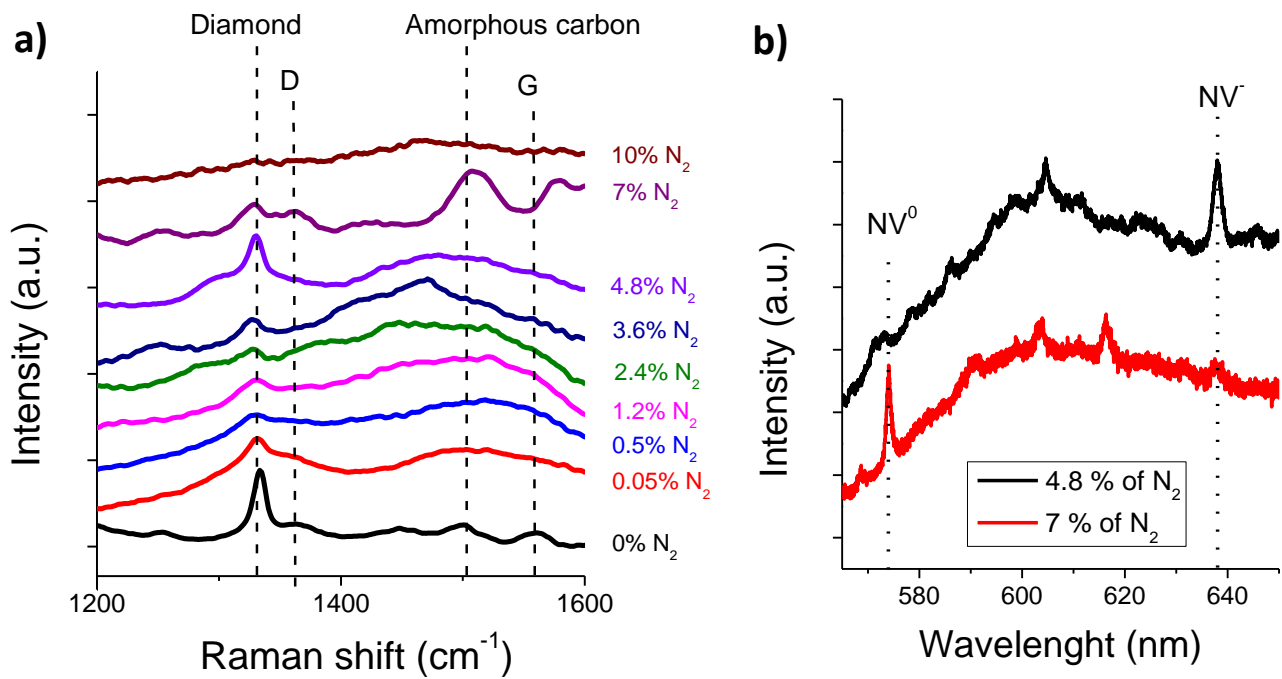 a)
Diamond
Amorphous carbon
D
G
10% N₂
7% N₂
4.8% N₂
3.6% N₂
2.4% N₂
1.2% N₂
0.5% N₂
0.05% N₂
0% N₂
Intensity (a.u.)
1200
1400
1600
Raman shift (cm⁻¹)
b)
NV⁻
NV⁰
4.8 % of N₂
7 % of N₂
Intensity (a.u.)
580
600
620
640
Wavelenght (nm)